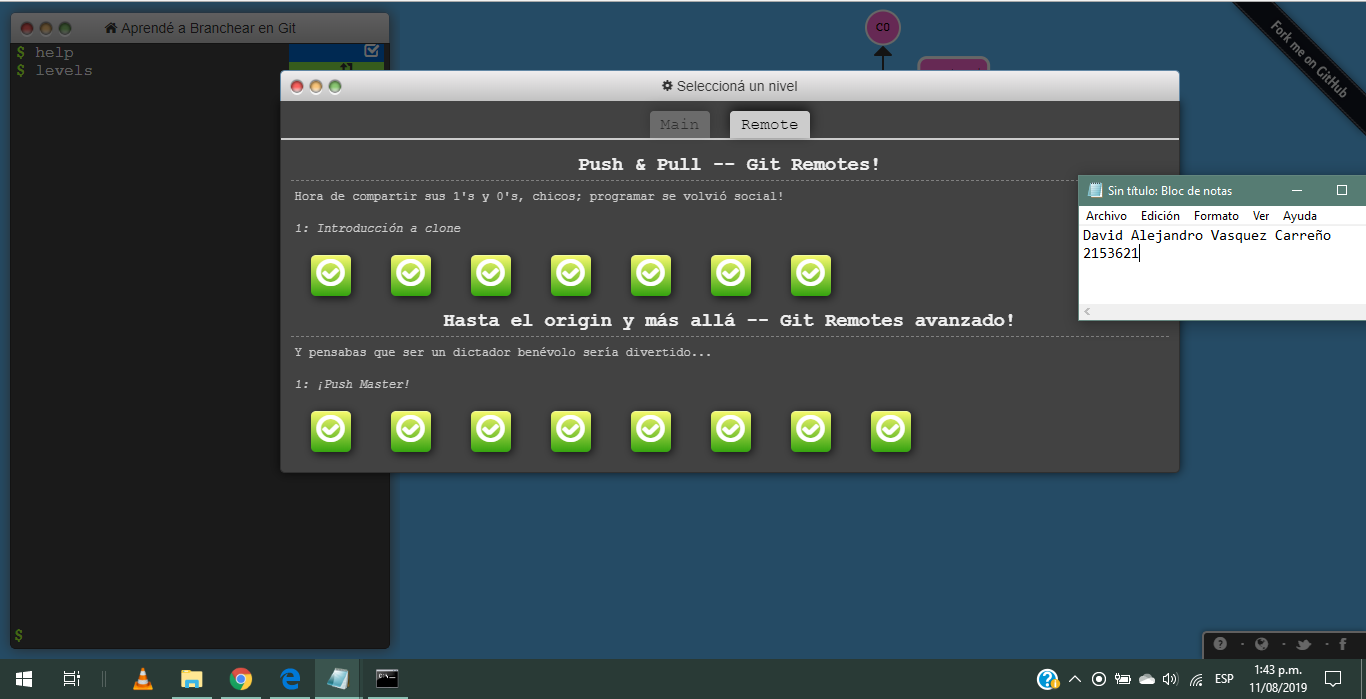 Aprendé a Branchear en Git
$ help
$ levels
$
C0
Fork me on GitHub
Seleccioná un nivel
Main
Remote
Push & Pull -- Git Remotes!
Hora de compartir sus 1's y 0's, chicos; programar se volvió social!
1: Introducción a clone
Hasta el origin y más allá -- Git Remotes avanzado!
Y pensabas que ser un dictador benévolo sería divertido...
1: ¡Push Master!
Sin título: Bloc de notas
Archivo Edición Formato Ver Ayuda
David Alejandro Vasquez Carreño
2153621
ESP
1:43 p.m.
11/08/2019